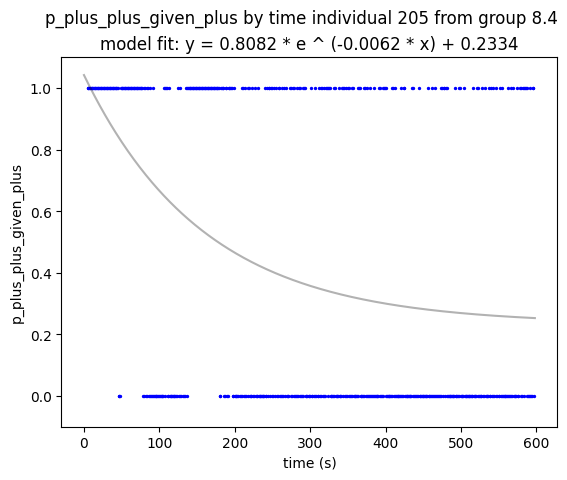 p_plus_plus_given_plus by time individual 205 from group 8.4
model fit: y = 0.8082 * e ^ (-0.0062 * x) + 0.2334
p_plus_plus_given_plus
1.0
0.8
0.6
0.4
0.2
0.0
0 100 200 300 400 500 600
time (s)